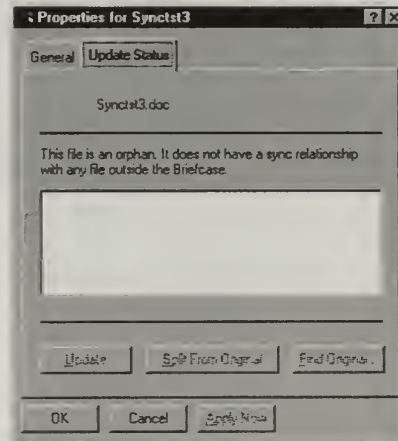 Properties for Synctst3
General Update Status
Synctst3.doc
This file is an orphan. It does not have a sync relationship
with any file outside the Briefcase.
Update Split From Original Find Original...
OK Cancel Apply Now